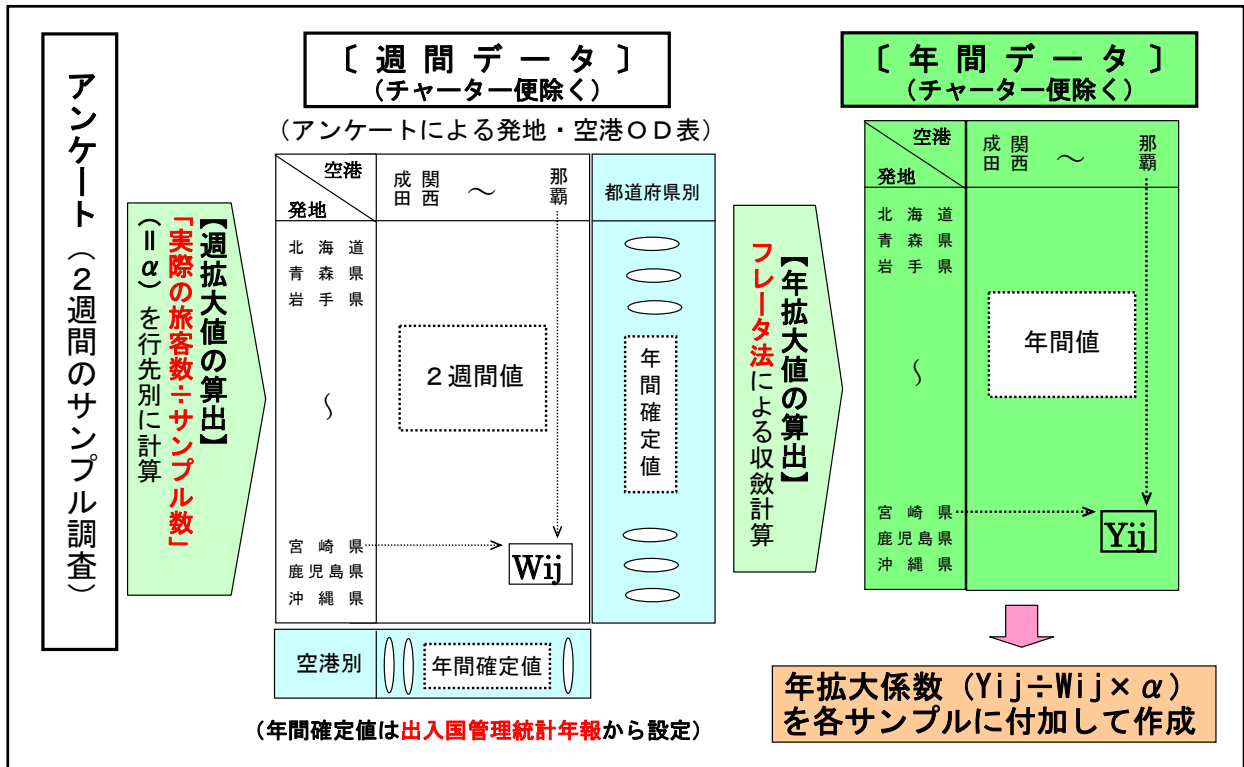 アンケート（２週間のサンプル調査）
【週拡大値の算出】
「実際の旅客数÷サンプル数」
（＝α）を行先別に計算
〔週間データ〕
(チャーター便除く)
(アンケートによる発地・空港ＯＤ表)
空港
発地
成田
関西
～
那覇
都道府県別
北海道
青森県
岩手県
～
２週間値
年間確定値
宮崎県
鹿児島県
沖縄県
Wij
空港別
年間確定値
(年間確定値は出入国管理統計年報から設定)
【年拡大値の算出】
フレータ法による収斂計算
〔年間データ〕
(チャーター便除く)
空港
発地
成田
関西
～
那覇
北海道
青森県
岩手県
～
年間値
宮崎県
鹿児島県
沖縄県
Yij
年拡大係数（Yij÷Wij×α）
を各サンプルに付加して作成